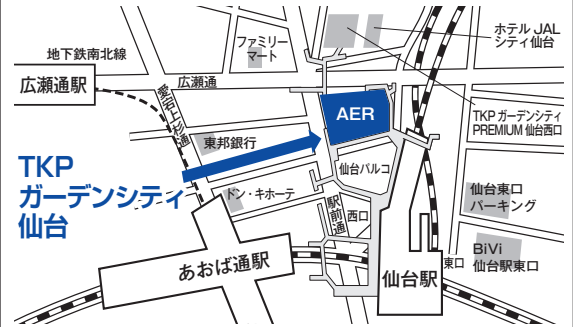 ホテル JAL
シティ仙台
地下鉄南北線
ファミリー
マート
広瀬通駅
広瀬通
愛宕上杉通
AER
TKP ガーデンシティ
PREMIUM 仙台西口
東邦銀行
TKP
ガーデンシティ
仙台
仙台パルコ
ドン・キホーテ
駅前通
西口
仙台東口
パーキング
あおば通駅
仙台駅
東口
BiVi
仙台駅東口